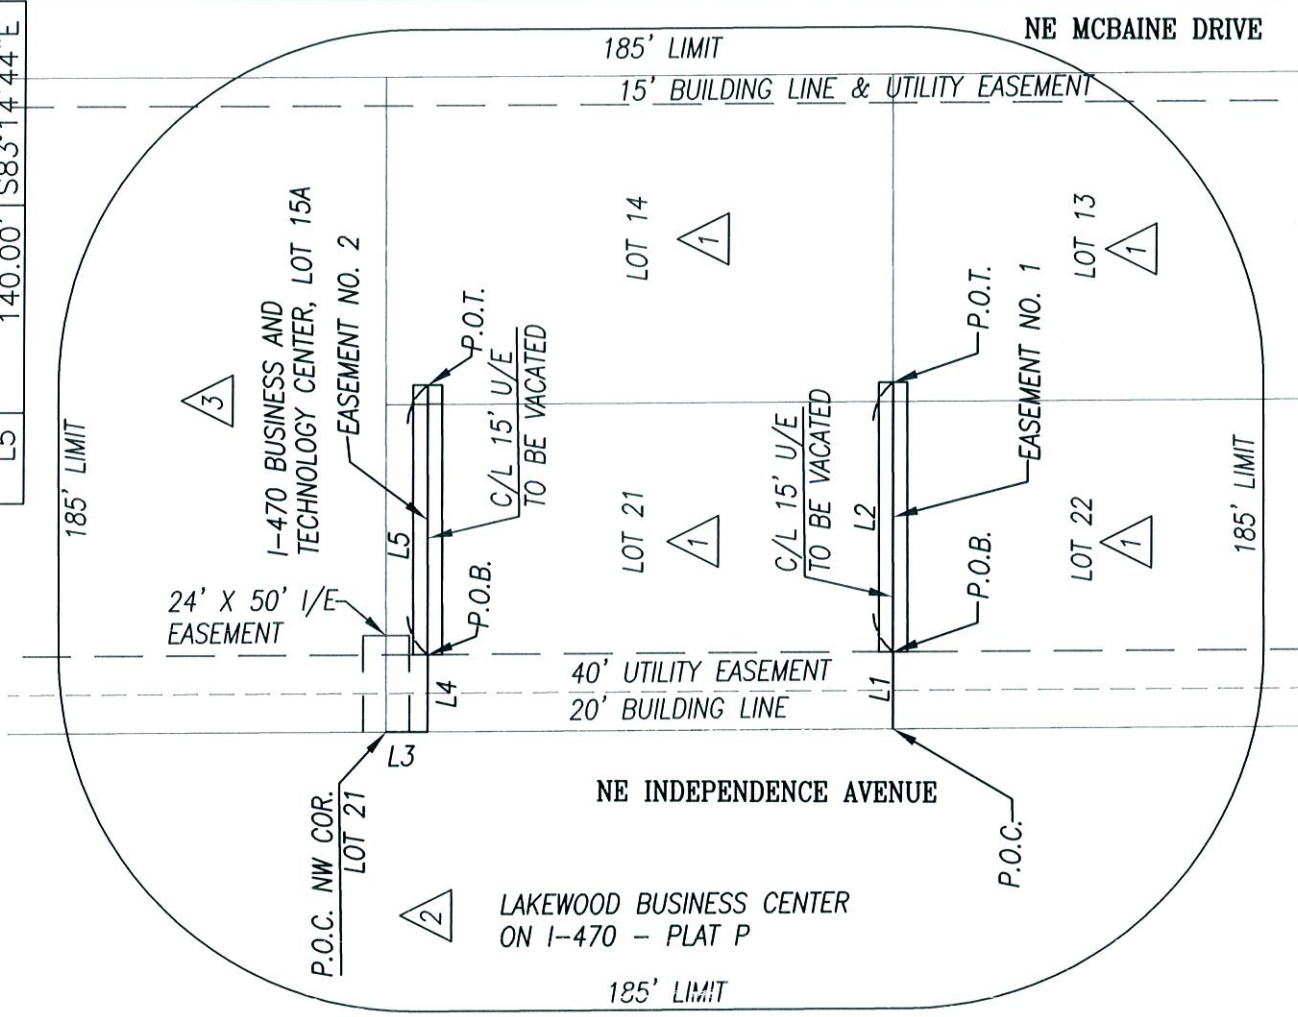 L5 140.00' S83°14'44"E
NE MCBAINE DRIVE
185' LIMIT
15' BUILDING LINE & UTILITY EASEMENT
185' LIMIT
3
I-470 BUSINESS AND
TECHNOLOGY CENTER, LOT 15A
EASEMENT NO. 2
LOT 14
1
LOT 13
1
P.O.T.
C/L 15' U/E
TO BE VACATED
L5
P.O.B.
24' X 50' I/E
EASEMENT
LOT 21
1
C/L 15' U/E
TO BE VACATED
L2
P.O.T.
EASEMENT NO. 1
P.O.B.
LOT 22
1
185' LIMIT
40' UTILITY EASEMENT
20' BUILDING LINE
L4
L1
L3
P.O.C. NW COR.
LOT 21
NE INDEPENDENCE AVENUE
P.O.C.
2
LAKEWOOD BUSINESS CENTER
ON I-470 - PLAT P
185' LIMIT